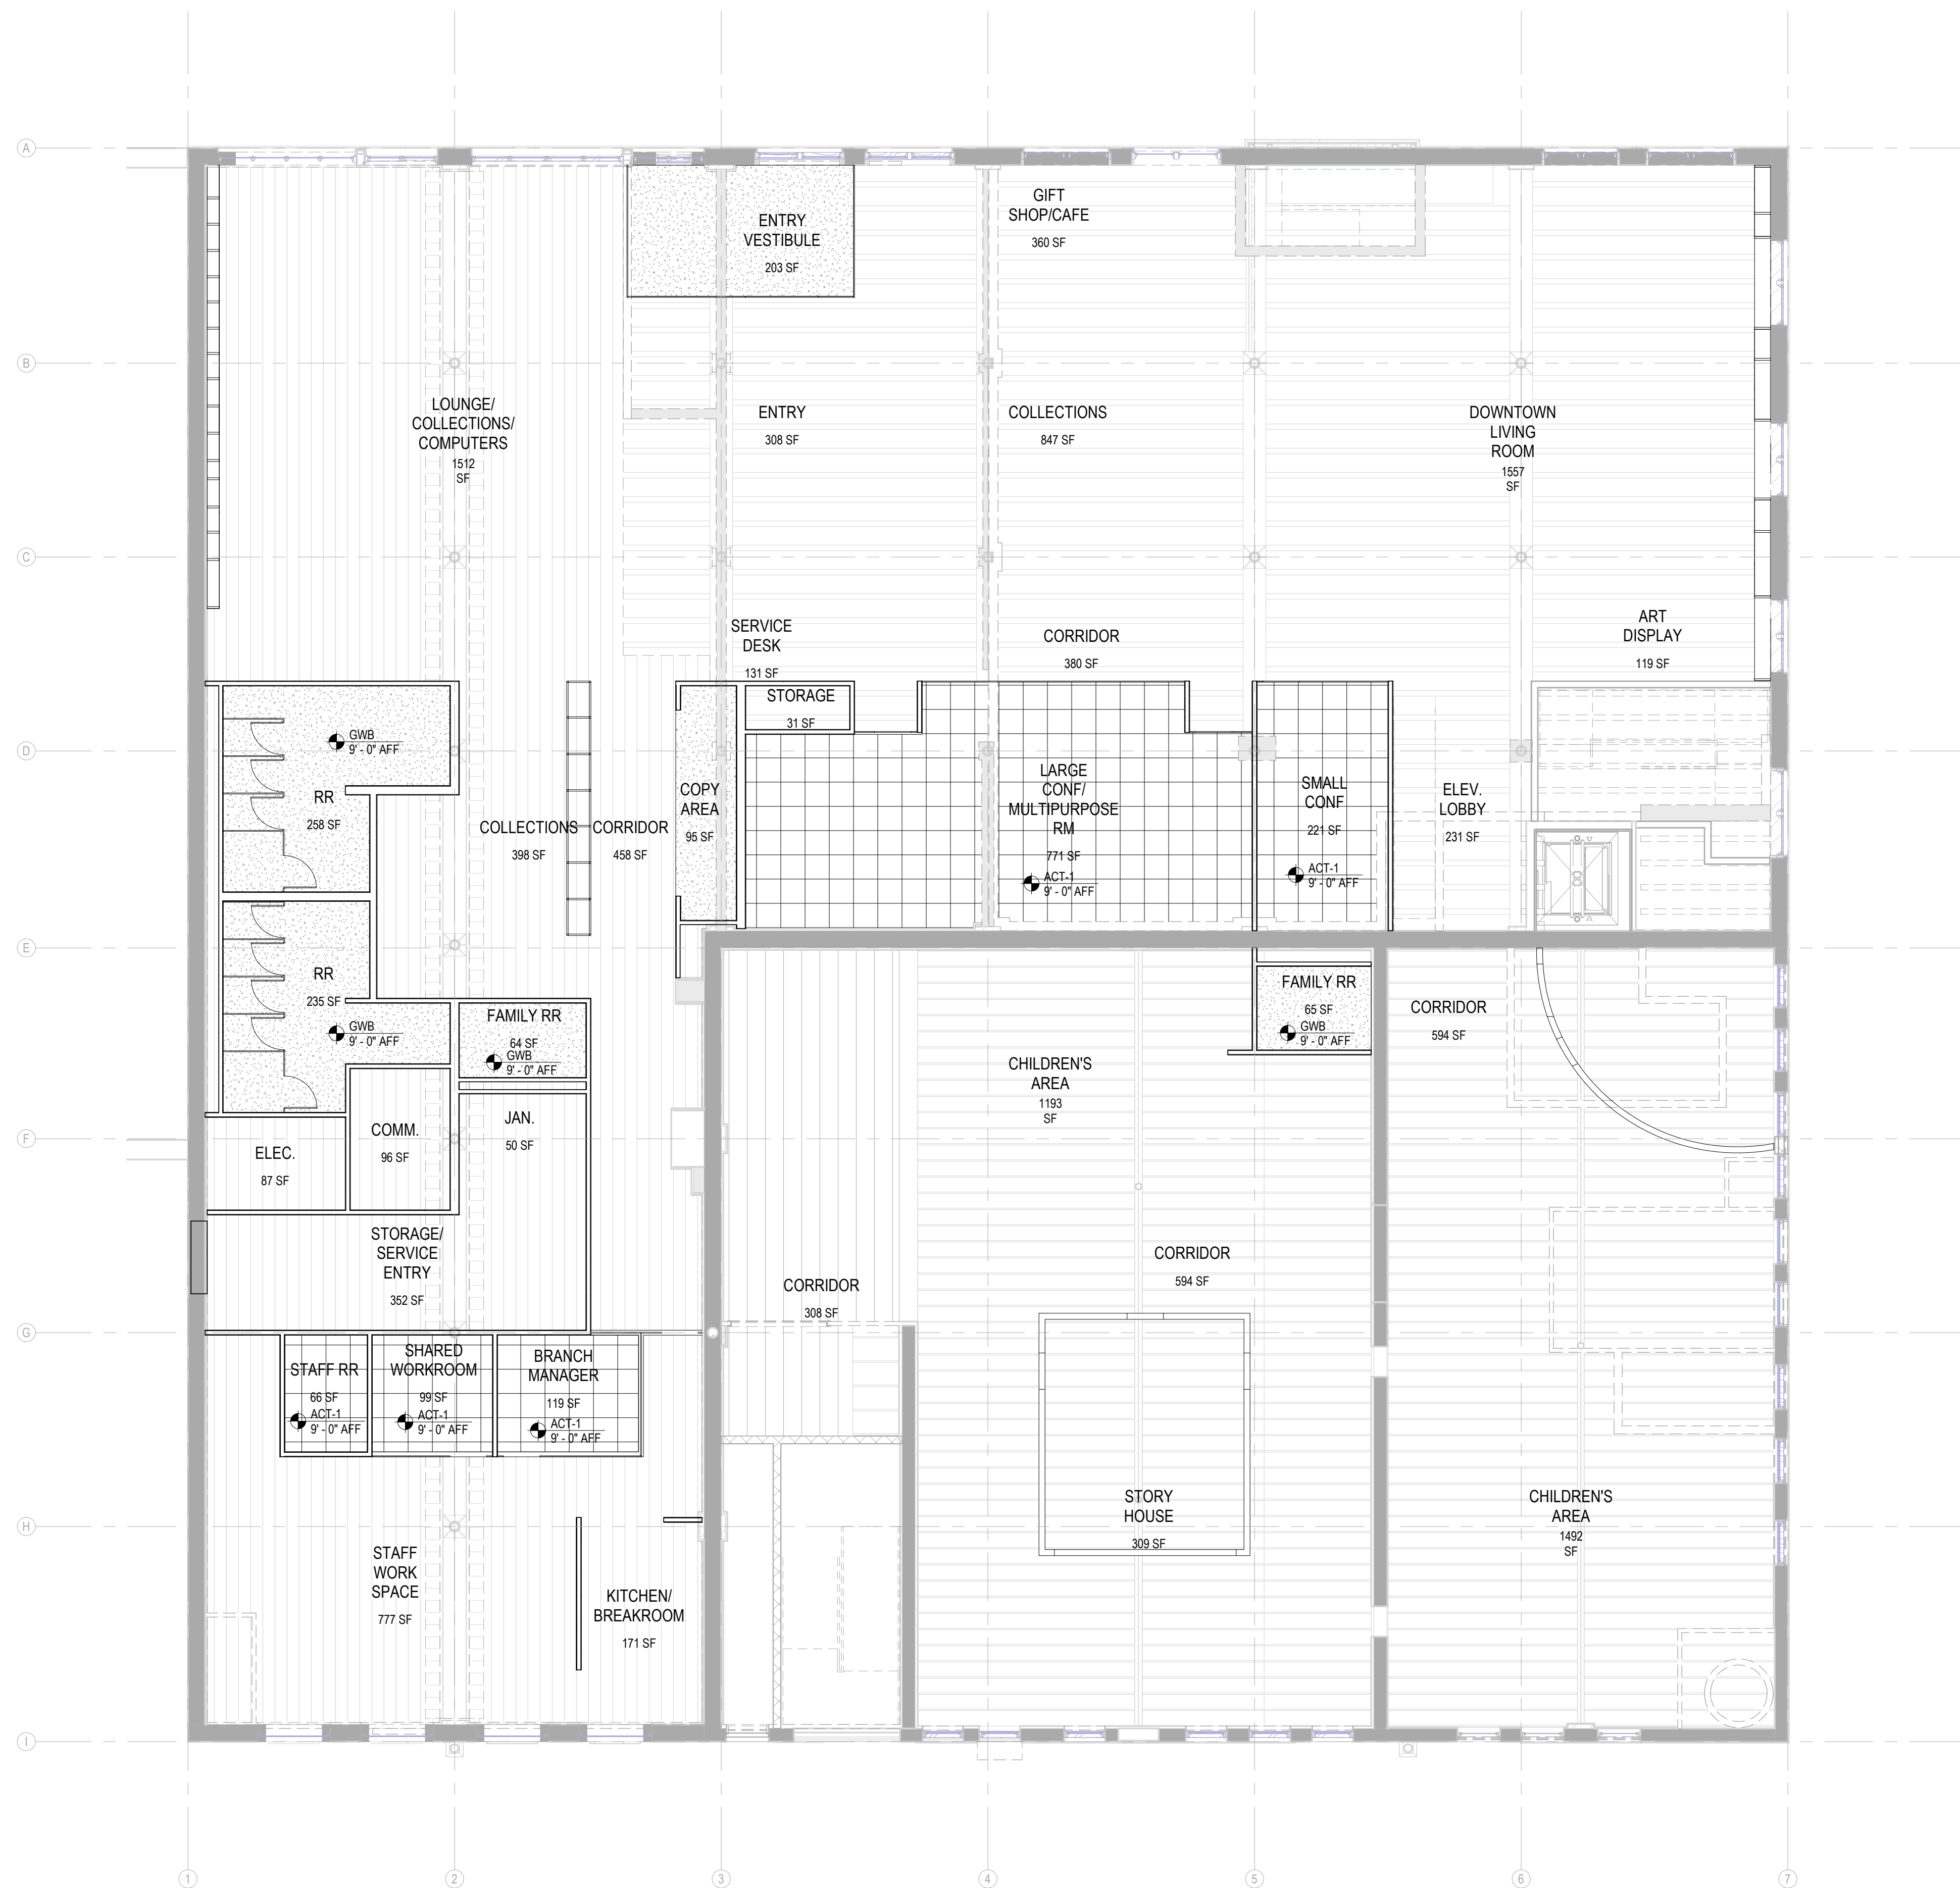 A
ENTRY
VESTIBULE
203 SF
GIFT
SHOP/CAFE
360 SF
B
LOUNGE/
COLLECTIONS/
COMPUTERS
1512
SF
ENTRY
308 SF
COLLECTIONS
847 SF
DOWNTOWN
LIVING
ROOM
1557
SF
C
SERVICE
DESK
131 SF
CORRIDOR
380 SF
ART
DISPLAY
119 SF
STORAGE
31 SF
D
GWB
9' - 0" AFF
RR
258 SF
COLLECTIONS
398 SF
CORRIDOR
458 SF
COPY
AREA
95 SF
LARGE
CONF/
MULTIPURPOSE
RM
771 SF
ACT-1
9' - 0" AFF
SMALL
CONF
221 SF
ACT-1
9' - 0" AFF
ELEV.
LOBBY
231 SF
E
RR
235 SF
GWB
9' - 0" AFF
FAMILY RR
64 SF
GWB
9' - 0" AFF
FAMILY RR
65 SF
GWB
9' - 0" AFF
CORRIDOR
594 SF
CHILDREN'S
AREA
1193
SF
F
ELEC.
87 SF
COMM.
96 SF
JAN.
50 SF
STORAGE/
SERVICE
ENTRY
352 SF
CORRIDOR
308 SF
CORRIDOR
594 SF
G
STAFF RR
66 SF
ACT-1
9' - 0" AFF
SHARED
WORKROOM
99 SF
ACT-1
9' - 0" AFF
BRANCH
MANAGER
119 SF
ACT-1
9' - 0" AFF
H
STORY
HOUSE
309 SF
CHILDREN'S
AREA
1492
SF
STAFF
WORK
SPACE
777 SF
KITCHEN/
BREAKROOM
171 SF
I
1
2
3
4
5
6
7